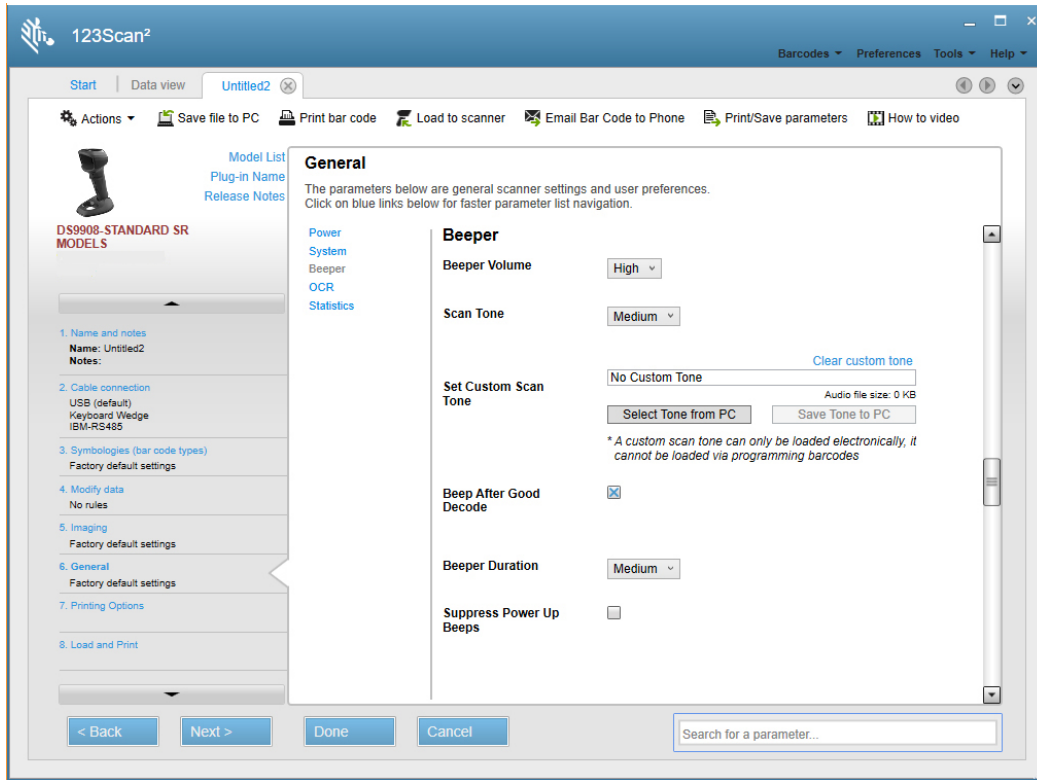 123Scan²
Barcodes Preferences Tools Help
Start Data view Untitled2
Actions Save file to PC Print bar code Load to scanner Email Bar Code to Phone Print/Save parameters How to video
Model List
Plug-in Name
Release Notes
DS9908-STANDARD SR
MODELS
1. Name and notes
Name: Untitled2
Notes:
2. Cable connection
USB (default)
Keyboard Wedge
IBM-RS485
3. Symbologies (bar code types)
Factory default settings
4. Modify data
No rules
5. Imaging
Factory default settings
6. General
Factory default settings
7. Printing Options
8. Load and Print
General
The parameters below are general scanner settings and user preferences.
Click on blue links below for faster parameter list navigation.
Power
System
Beeper
OCR
Statistics
Beeper
Beeper Volume High
Scan Tone Medium
Clear custom tone
Set Custom Scan
Tone
No Custom Tone
Audio file size: 0 KB
Select Tone from PC Save Tone to PC
* A custom scan tone can only be loaded electronically, it
cannot be loaded via programming barcodes
Beep After Good
Decode
Beeper Duration Medium
Suppress Power Up
Beeps
< Back Next > Done Cancel Search for a parameter...